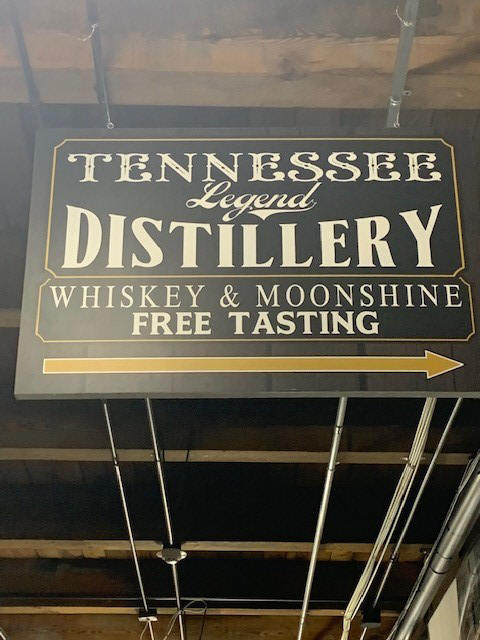 TENNESSEE
Legend
DISTILLERY
WHISKEY & MOONSHINE
FREE TASTING